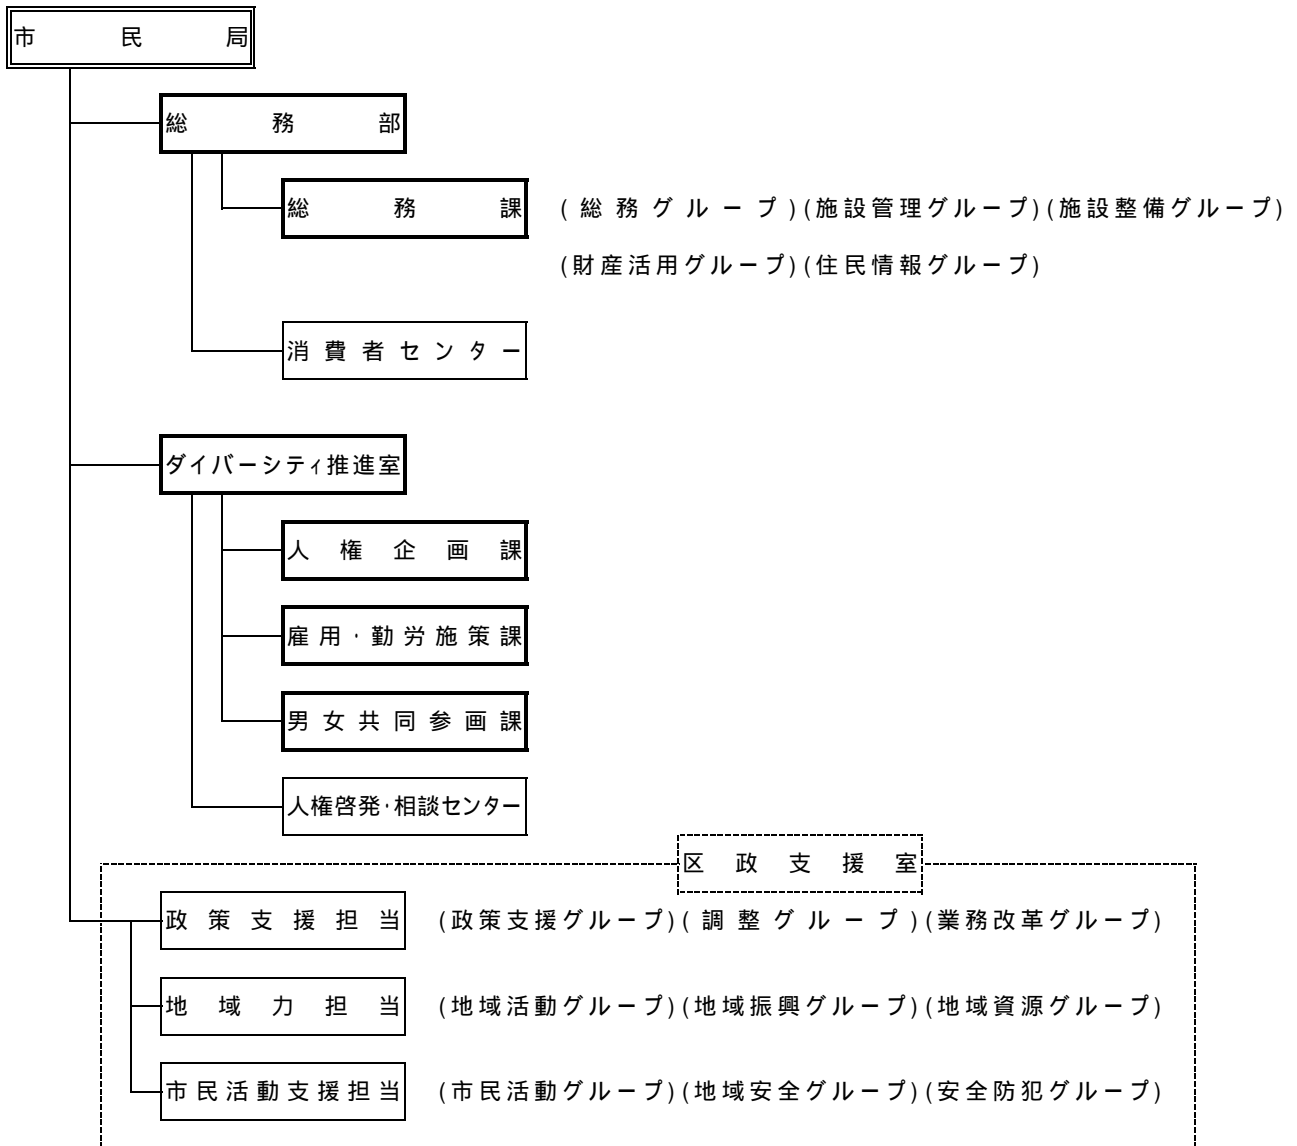 市民局
総務部
総務課 (総務グループ)(施設管理グループ)(施設整備グループ)
(財産活用グループ)(住民情報グループ)
消費者センター
ダイバーシティ推進室
人権企画課
雇用・勤労施策課
男女共同参画課
人権啓発・相談センター
区政支援室
政策支援担当 (政策支援グループ)(調整グループ)(業務改革グループ)
地域力担当 (地域活動グループ)(地域振興グループ)(地域資源グループ)
市民活動支援担当 (市民活動グループ)(地域安全グループ)(安全防犯グループ)